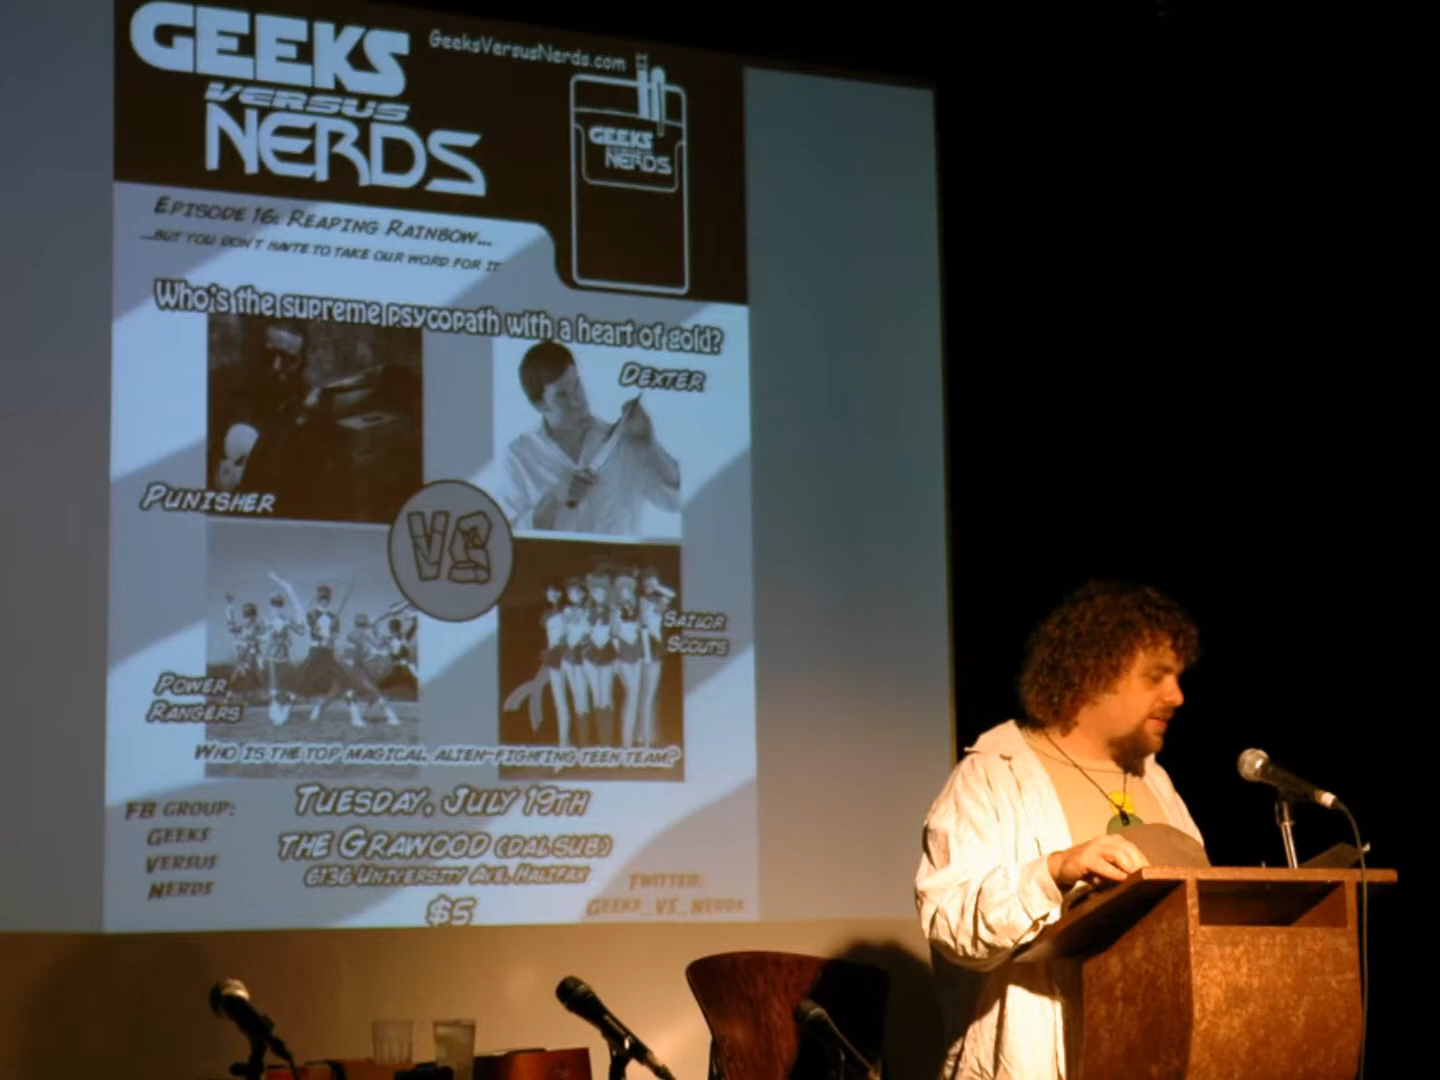 GEEKS
VERSUS
NERDS
GeeksVersusNerds.com
GEEKS
VERSUS
NERDS
EPISODE 16: REAPING RAINBOW...
...BUT YOU DON'T HAVE TO TAKE OUR WORD FOR IT
Who's the supreme psycopath with a heart of gold?
DEXTER
PUNISHER
VS
SAILOR
SCOUTS
POWER
RANGERS
WHO IS THE TOP MAGICAL ALIEN-FIGHTING TEEN TEAM?
TUESDAY, JULY 19TH
THE GRAWOOD (DAL SUB)
6136 UNIVERSITY AVE, HALIFAX
$5
FB GROUP:
GEEKS
VERSUS
NERDS
TWITTER:
GEEKS_VS_NERDS